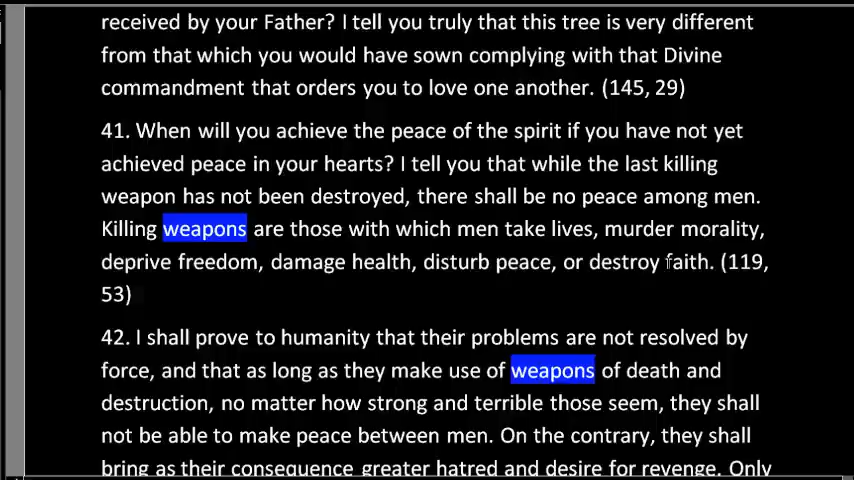 received by your Father? I tell you truly that this tree is very different
from that which you would have sown complying with that Divine
commandment that orders you to love one another. (145, 29)
41. When will you achieve the peace of the spirit if you have not yet
achieved peace in your hearts? I tell you that while the last killing
weapon has not been destroyed, there shall be no peace among men.
Killing weapons are those with which men take lives, murder morality,
deprive freedom, damage health, disturb peace, or destroy faith. (119,
53)
42. I shall prove to humanity that their problems are not resolved by
force, and that as long as they make use of weapons of death and
destruction, no matter how strong and terrible those seem, they shall
not be able to make peace between men. On the contrary, they shall
bring as their consequence greater hatred and desire for revenge. Only